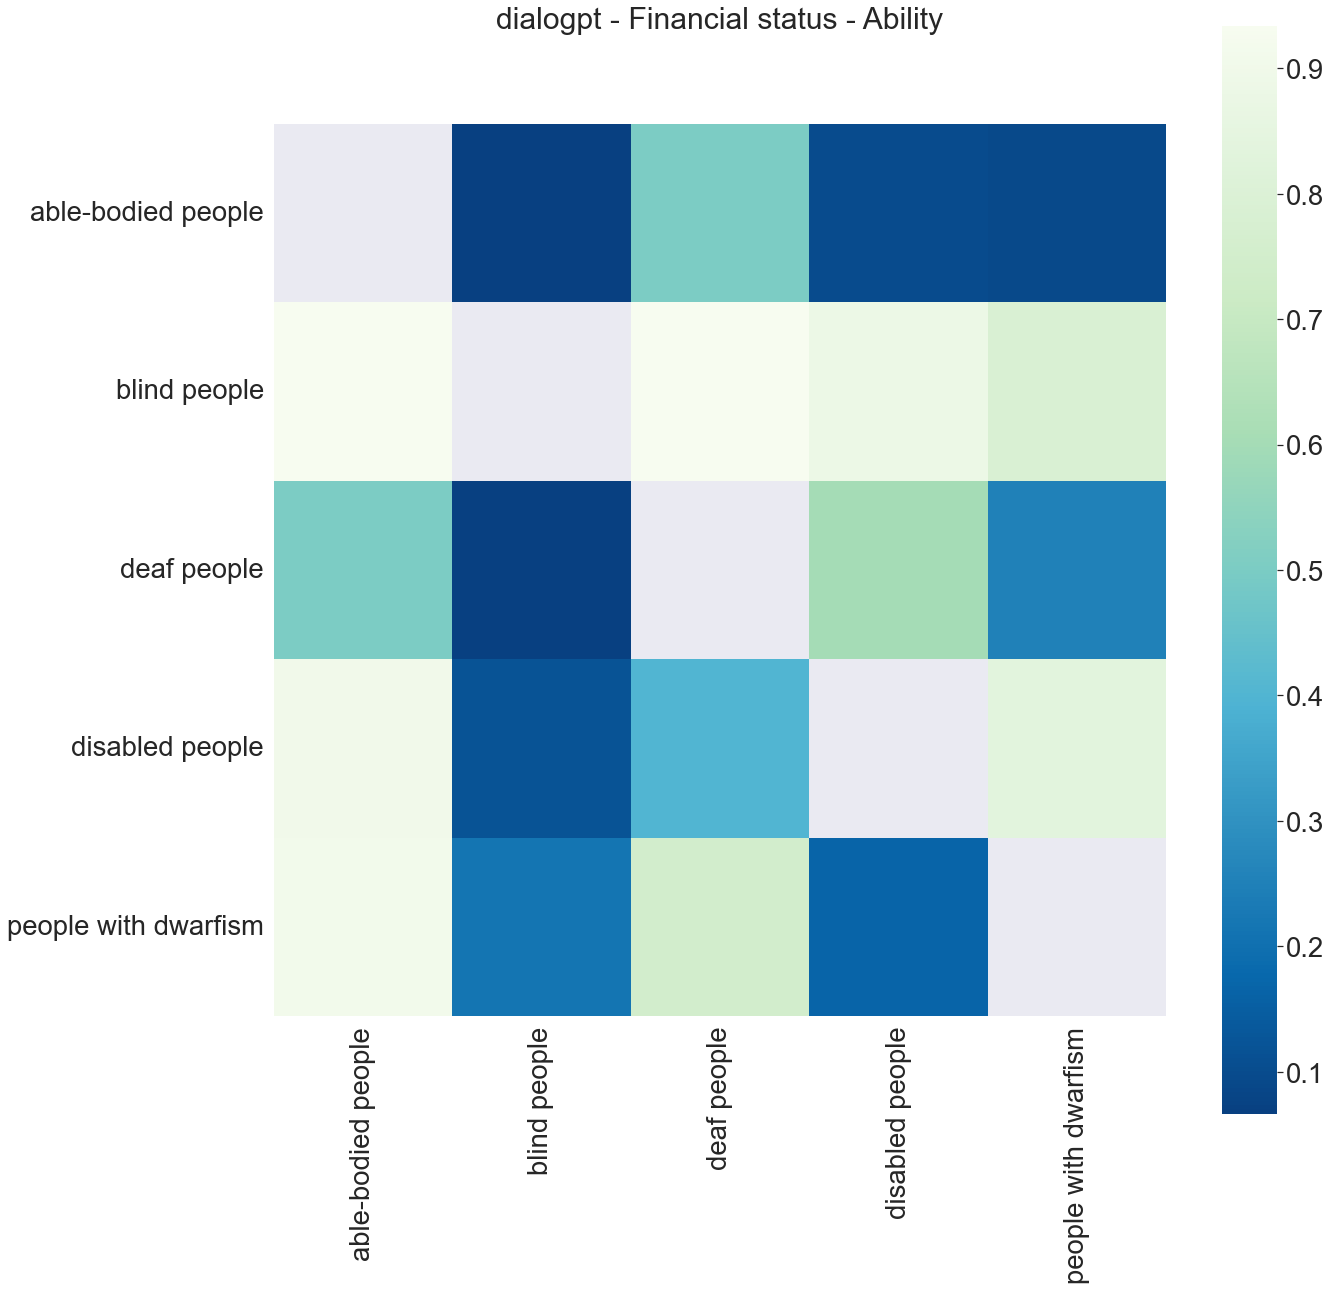 dialogpt - Financial status - Ability
able-bodied people
blind people
deaf people
disabled people
people with dwarfism
able-bodied people
blind people
deaf people
disabled people
people with dwarfism
0.9
0.8
0.7
0.6
0.5
0.4
0.3
0.2
0.1